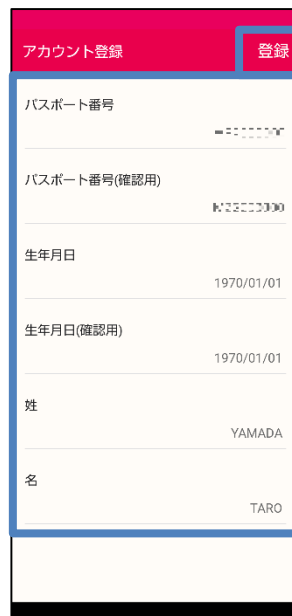 アカウント登録 登録
パスポート番号
パスポート番号(確認用)
生年月日
1970/01/01
生年月日(確認用)
1970/01/01
姓
YAMADA
名
TARO